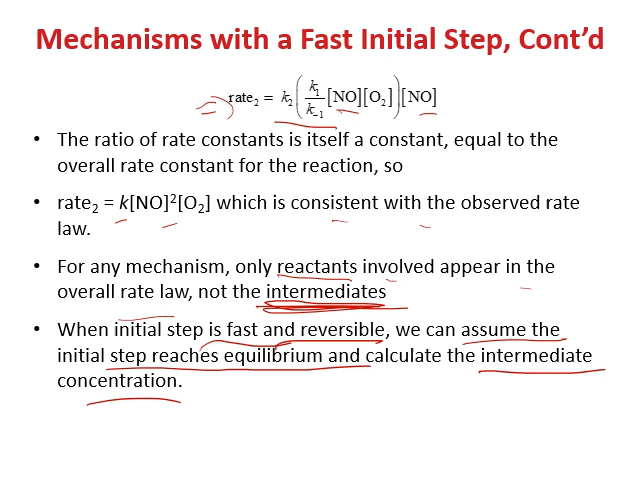 Mechanisms with a Fast Initial Step, Cont’d
rate₂ = k₂(k₁/k₋₁[NO][O₂])[NO]
• The ratio of rate constants is itself a constant, equal to the
overall rate constant for the reaction, so
• rate₂ = k[NO]²[O₂] which is consistent with the observed rate
law.
• For any mechanism, only reactants involved appear in the
overall rate law, not the intermediates
• When initial step is fast and reversible, we can assume the
initial step reaches equilibrium and calculate the intermediate
concentration.